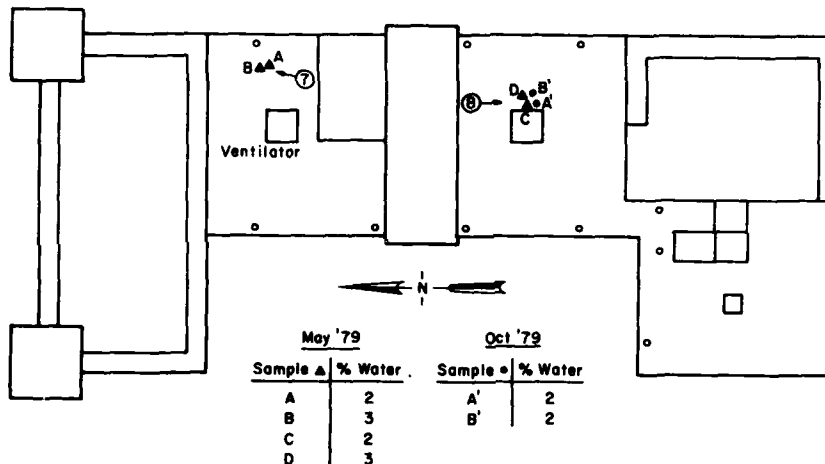 A
B
7
B'
D
8
A'
C
Ventilator
N
May '79
Oct '79
Sample ▲ % Water
Sample • % Water
A 2
A' 2
B 3
B' 2
C 2
D 3